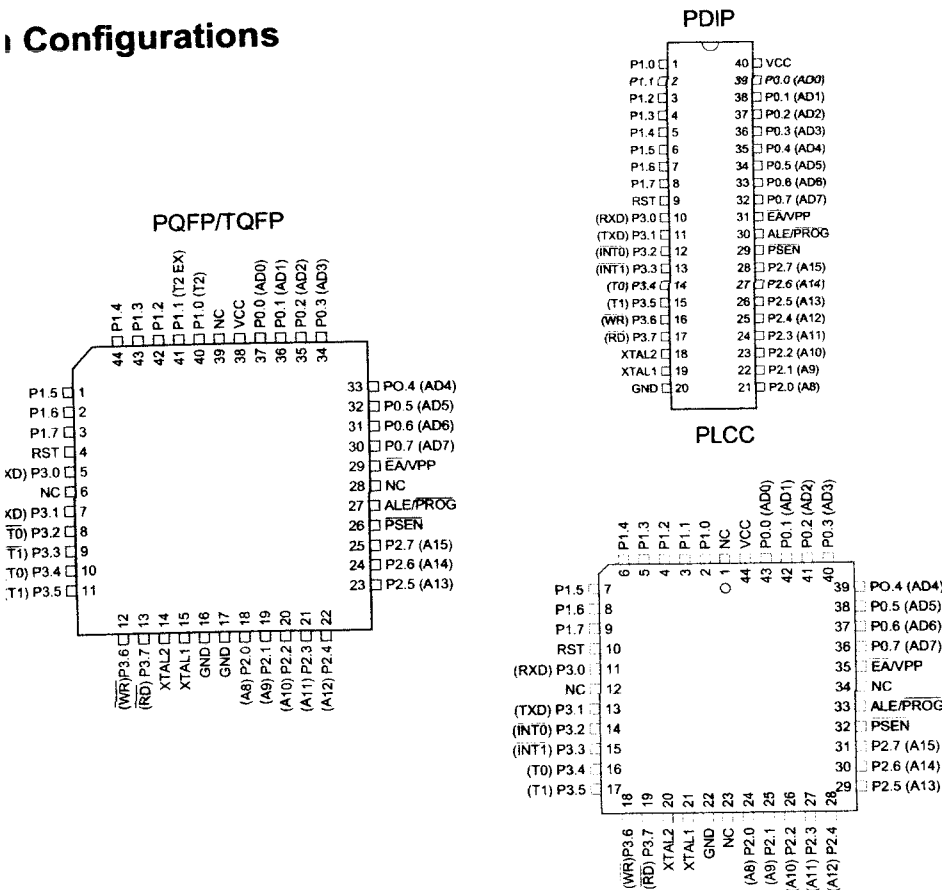 Configurations
PDIP
P1.0 1 40 VCC
P1.1 2 39 P0.0 (AD0)
P1.2 3 38 P0.1 (AD1)
P1.3 4 37 P0.2 (AD2)
P1.4 5 36 P0.3 (AD3)
P1.5 6 35 P0.4 (AD4)
P1.6 7 34 P0.5 (AD5)
P1.7 8 33 P0.6 (AD6)
RST 9 32 P0.7 (AD7)
(RXD) P3.0 10 31 EA/VPP
(TXD) P3.1 11 30 ALE/PROG
(INT0) P3.2 12 29 PSEN
(INT1) P3.3 13 28 P2.7 (A15)
(T0) P3.4 14 27 P2.6 (A14)
(T1) P3.5 15 26 P2.5 (A13)
(WR) P3.6 16 25 P2.4 (A12)
(RD) P3.7 17 24 P2.3 (A11)
XTAL2 18 23 P2.2 (A10)
XTAL1 19 22 P2.1 (A9)
GND 20 21 P2.0 (A8)
PQFP/TQFP
44 P1.4
43 P1.3
42 P1.2
41 P1.1 (T2 EX)
40 P1.0 (T2)
39 NC
38 VCC
37 P0.0 (AD0)
36 P0.1 (AD1)
35 P0.2 (AD2)
34 P0.3 (AD3)
P1.5 1 33 PO.4 (AD4)
P1.6 2 32 P0.5 (AD5)
P1.7 3 31 P0.6 (AD6)
RST 4 30 P0.7 (AD7)
XD) P3.0 5 29 EA/VPP
NC 6 28 NC
XD) P3.1 7 27 ALE/PROG
T0) P3.2 8 26 PSEN
T1) P3.3 9 25 P2.7 (A15)
T0) P3.4 10 24 P2.6 (A14)
(T1) P3.5 11 23 P2.5 (A13)
(WR)P3.6 12
(RD) P3.7 13
XTAL2 14
XTAL1 15
GND 16
GND 17
(A8) P2.0 18
(A9) P2.1 19
(A10) P2.2 20
(A11) P2.3 21
(A12) P2.4 22
PLCC
6 P1.4
5 P1.3
4 P1.2
3 P1.1
2 P1.0
1 NC
44 VCC
43 P0.0 (AD0)
42 P0.1 (AD1)
41 P0.2 (AD2)
40 P0.3 (AD3)
P1.5 7 39 PO.4 (AD4)
P1.6 8 38 P0.5 (AD5)
P1.7 9 37 P0.6 (AD6)
RST 10 36 P0.7 (AD7)
(RXD) P3.0 11 35 EA/VPP
NC 12 34 NC
(TXD) P3.1 13 33 ALE/PROG
(INT0) P3.2 14 32 PSEN
(INT1) P3.3 15 31 P2.7 (A15)
(T0) P3.4 16 30 P2.6 (A14)
(T1) P3.5 17 29 P2.5 (A13)
(WR)P3.6 18
(RD) P3.7 19
XTAL2 20
XTAL1 21
GND 22
NC 23
(A8) P2.0 24
(A9) P2.1 25
A10) P2.2 26
A11) P2.3 27
A12) P2.4 28